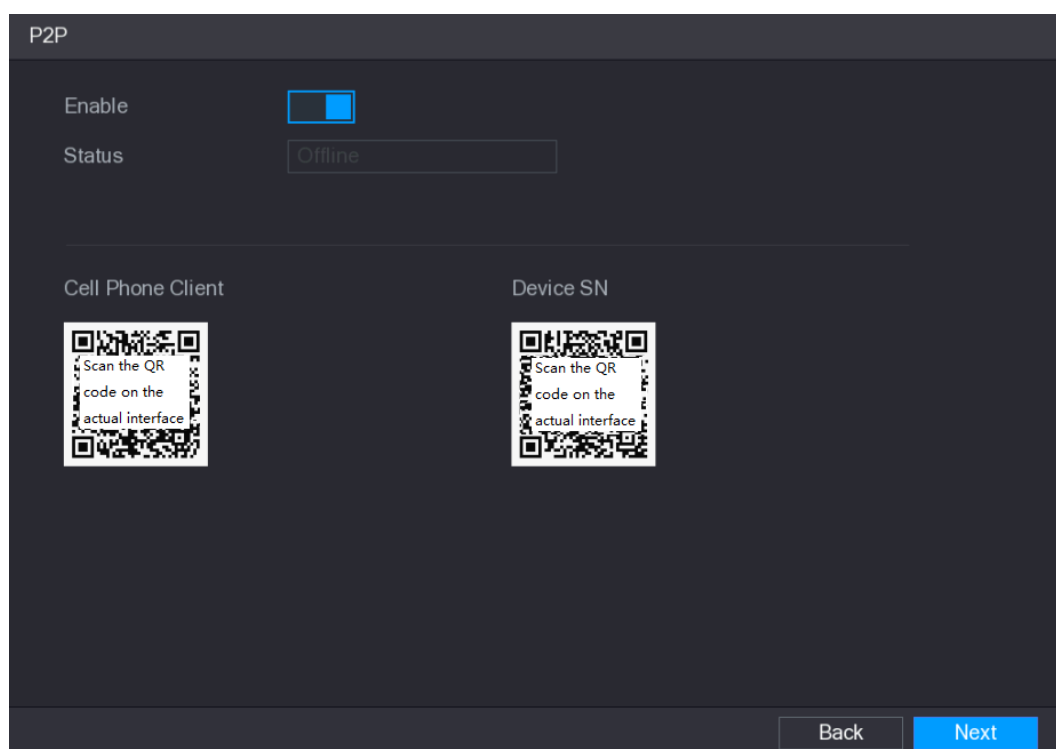 P2P
Enable
Status
Offline
Cell Phone Client
Device SN
Scan the QR
code on the
actual interface
Scan the QR
code on the
actual interface
Back
Next